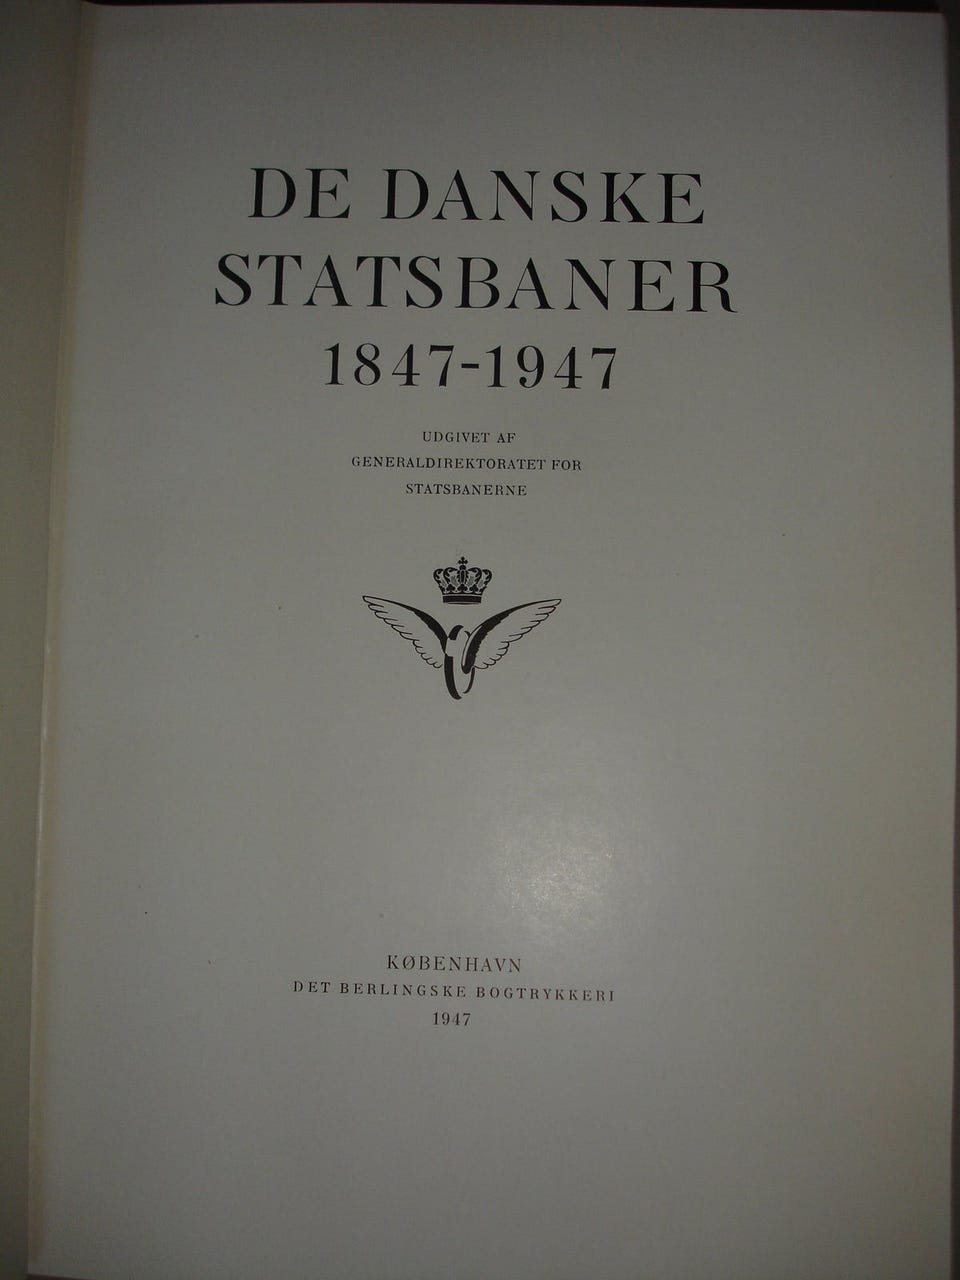 DE DANSKE
STATSBANER
1847-1947
UDGIVET AF
GENERALDIREKTORATET FOR
STATSBANERNE
KØBENHAVN
DET BERLINGSKE BOGTRYKKERI
1947